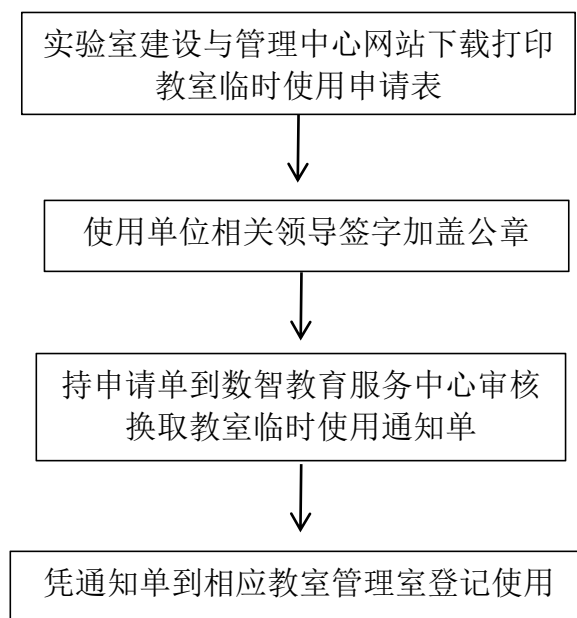 实验室建设与管理中心网站下载打印
教室临时使用申请表
使用单位相关领导签字加盖公章
持申请单到数智教育服务中心审核
换取教室临时使用通知单
凭通知单到相应教室管理室登记使用